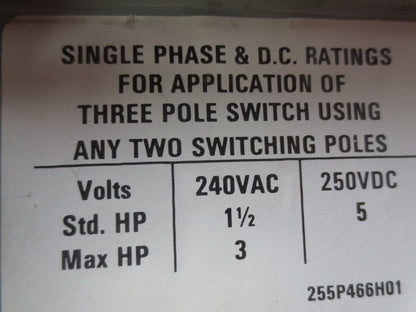 SINGLE PHASE & D.C. RATINGS
FOR APPLICATION OF
THREE POLE SWITCH USING
ANY TWO SWITCHING POLES
Volts 240VAC 250VDC
Std. HP 1½ 5
Max HP 3
255P466H01